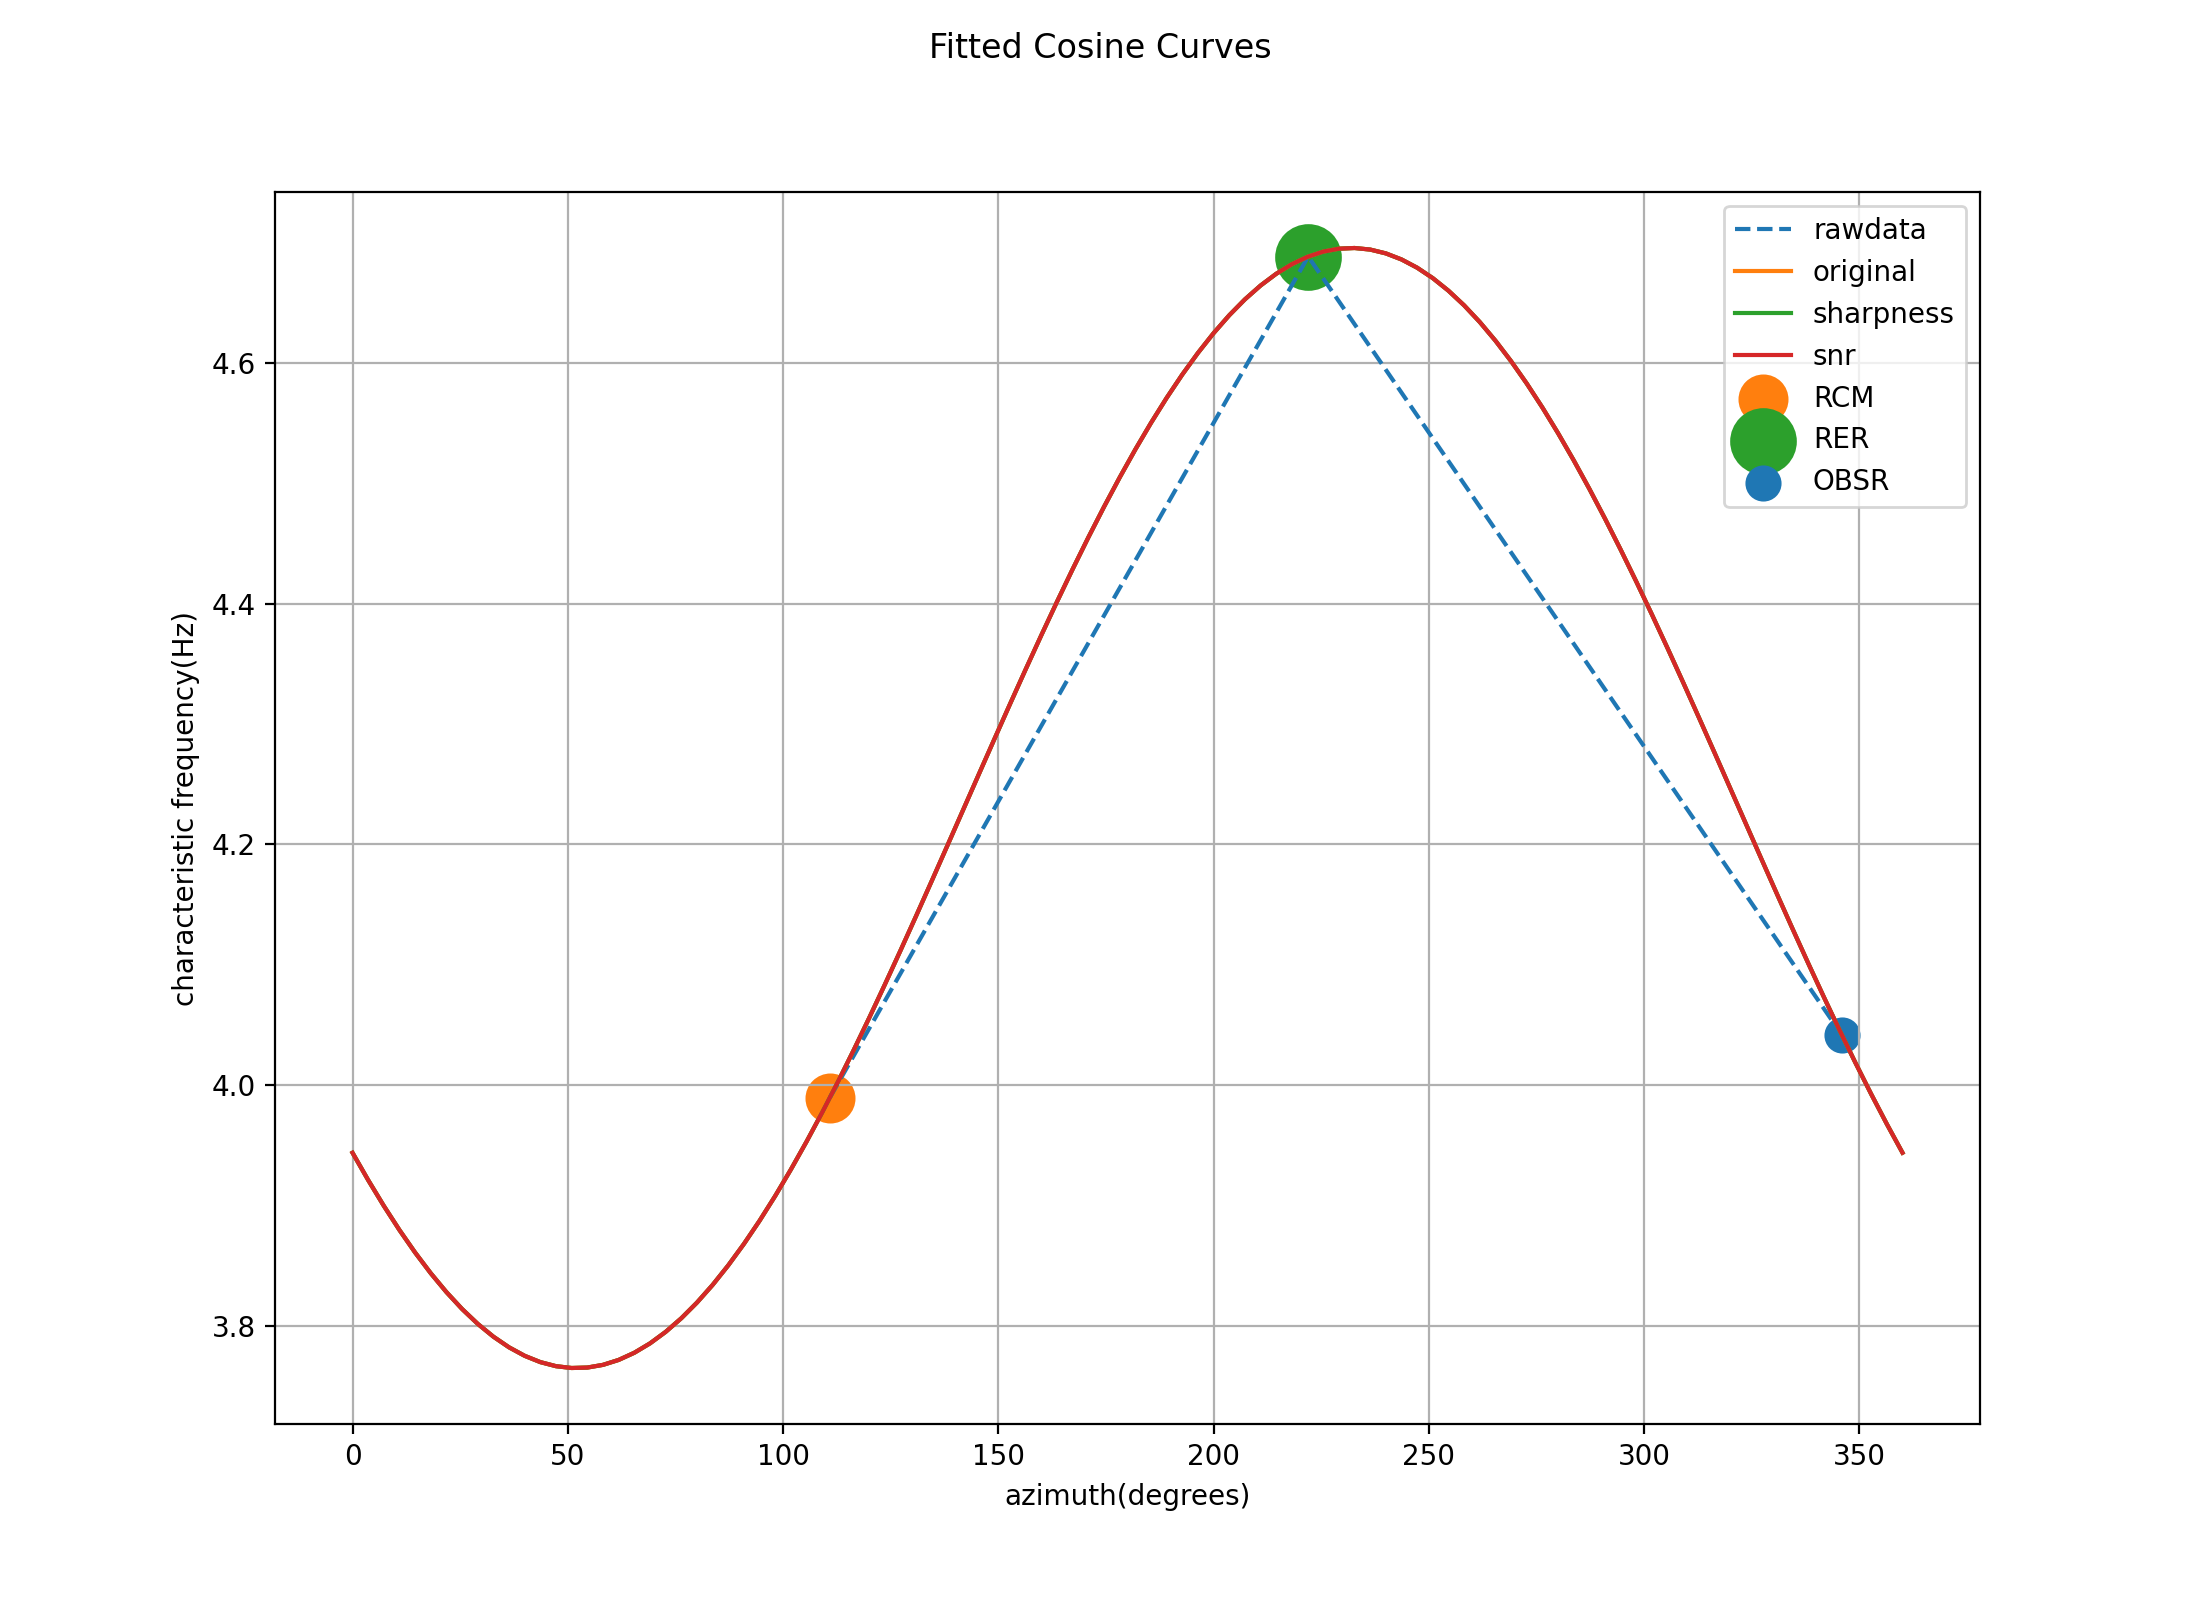 Fitted Cosine Curves
rawdata
original
sharpness
snr
RCM
RER
OBSR
characteristic frequency(Hz)
4.6
4.4
4.2
4.0
3.8
0 50 100 150 200 250 300 350
azimuth(degrees)